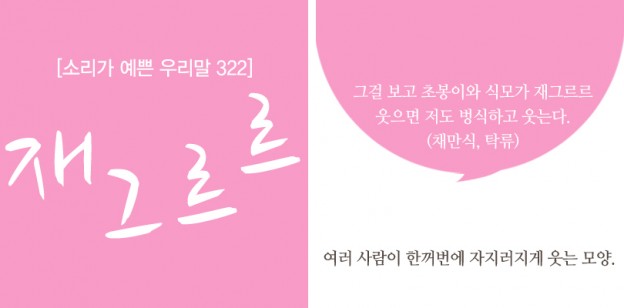 [소리가 예쁜 우리말 322]
재그르르
그걸 보고 초봉이와 식모가 재그르르
웃으면 저도 벙식하고 웃는다.
(채만식, 탁류)
여러 사람이 한꺼번에 자지러지게 웃는 모양.